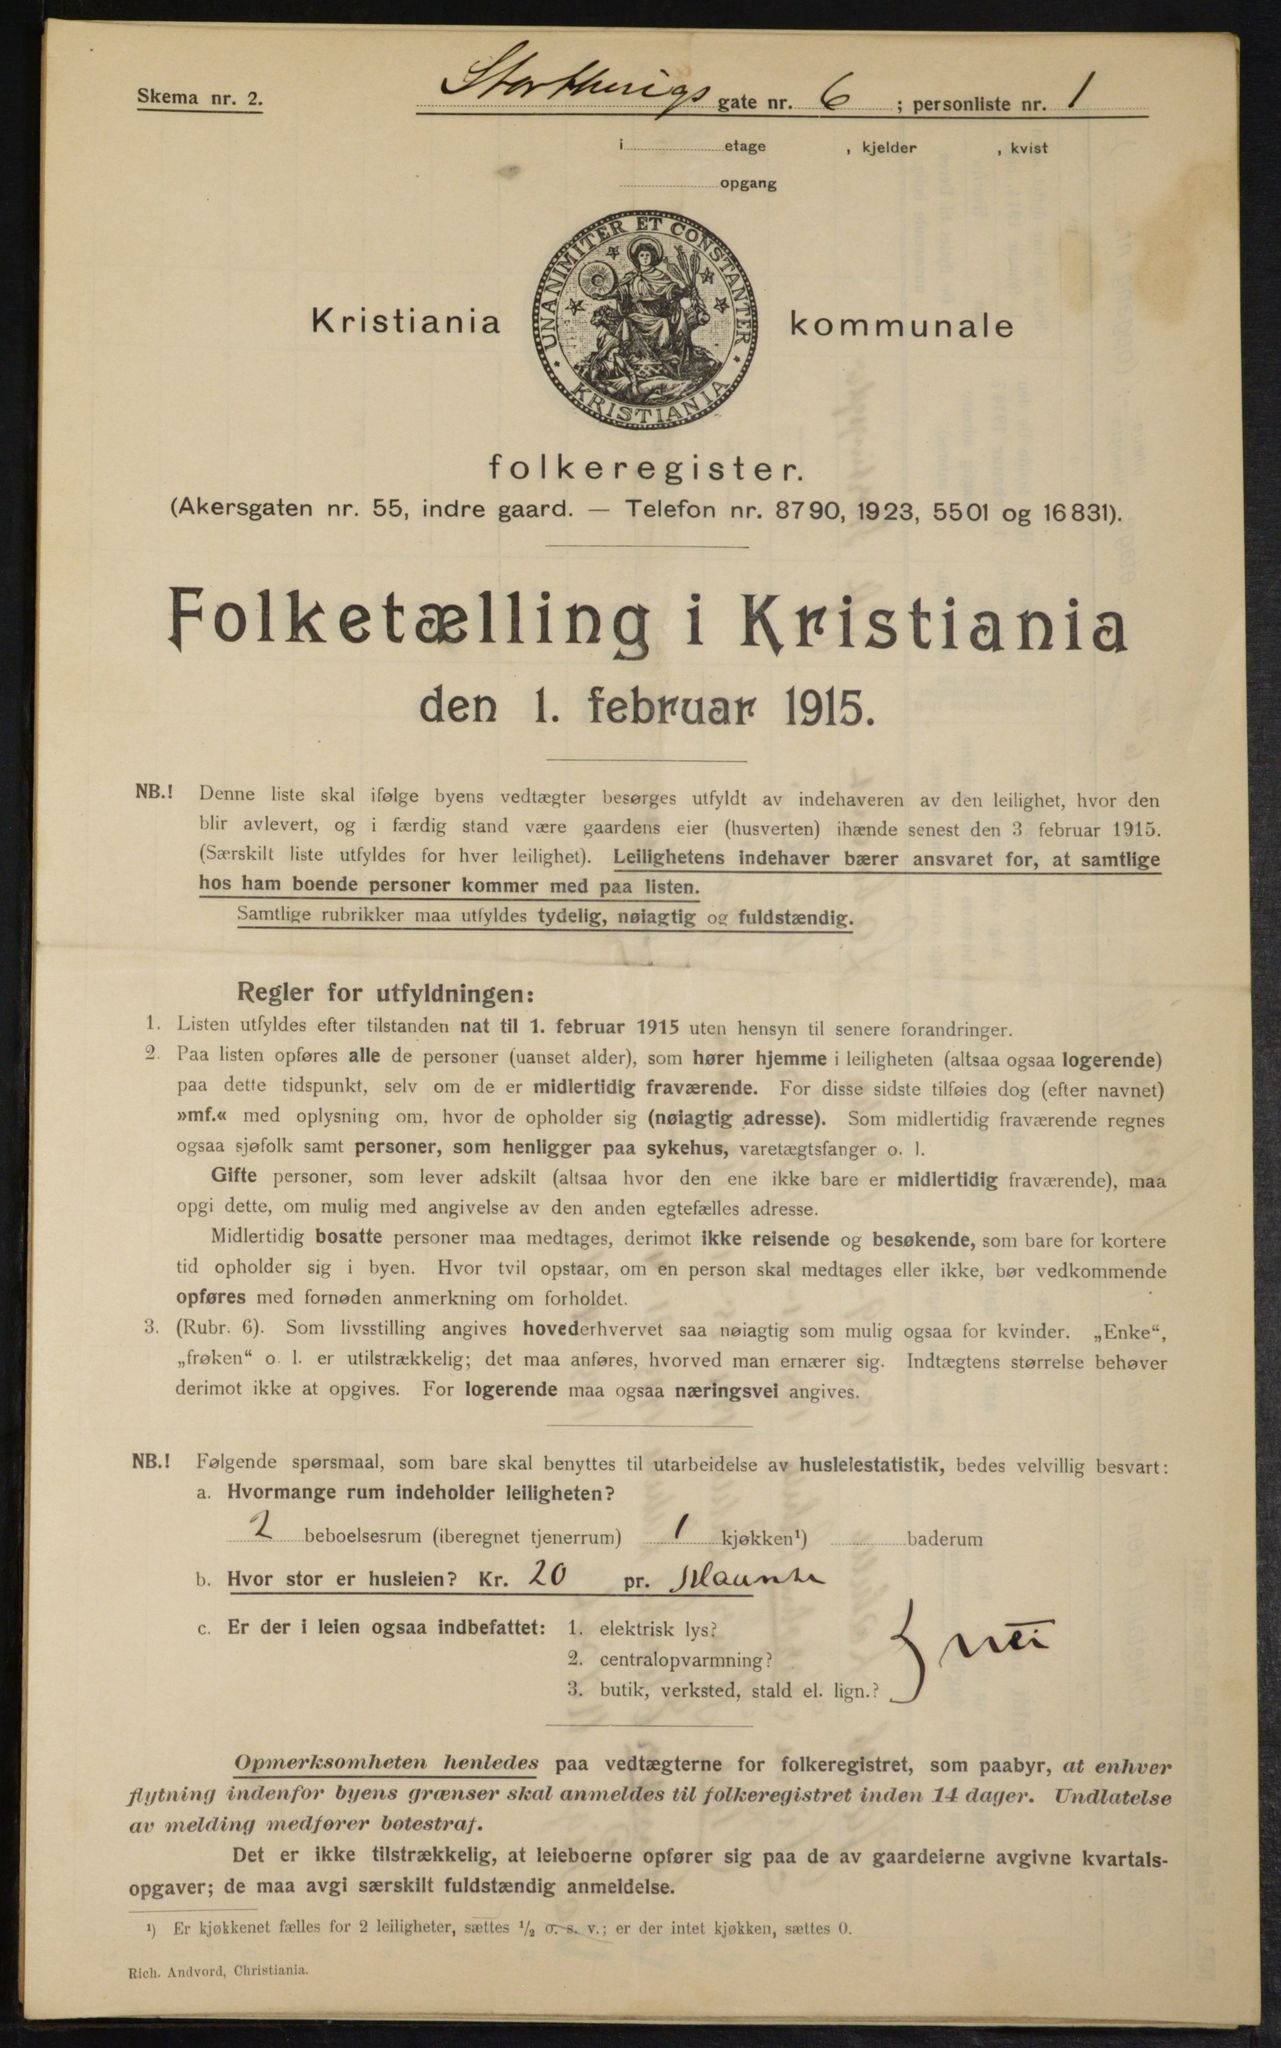 Skema nr. 2.
Storthings gate nr. 6 ; personliste nr. 1
i etage , kjelder , kvist
opgang
UNANIMITER ET CONSTANTER
KRISTIANIA
Kristiania kommunale
folkeregister.
(Akersgaten nr. 55, indre gaard. — Telefon nr. 8790, 1923, 5501 og 16831).
Folketælling i Kristiania
den 1. februar 1915.
NB.! Denne liste skal ifølge byens vedtægter besørges utfyldt av indehaveren av den leilighet, hvor den
blir avlevert, og i færdig stand være gaardens eier (husverten) ihænde senest den 3 februar 1915.
(Særskilt liste utfyldes for hver leilighet). Leilighetens indehaver bærer ansvaret for, at samtlige
hos ham boende personer kommer med paa listen.
Samtlige rubrikker maa utfyldes tydelig, nøiagtig og fuldstændig.
Regler for utfyldningen:
1. Listen utfyldes efter tilstanden nat til 1. februar 1915 uten hensyn til senere forandringer.
2. Paa listen opføres alle de personer (uanset alder), som hører hjemme i leiligheten (altsaa ogsaa logerende)
paa dette tidspunkt, selv om de er midlertidig fraværende. For disse sidste tilføies dog (efter navnet)
»mf.« med oplysning om, hvor de opholder sig (nøiagtig adresse). Som midlertidig fraværende regnes
ogsaa sjøfolk samt personer, som henligger paa sykehus, varetægtsfanger o. l.
Gifte personer, som lever adskilt (altsaa hvor den ene ikke bare er midlertidig fraværende), maa
opgi dette, om mulig med angivelse av den anden egtefælles adresse.
Midlertidig bosatte personer maa medtages, derimot ikke reisende og besøkende, som bare for kortere
tid opholder sig i byen. Hvor tvil opstaar, om en person skal medtages eller ikke, bør vedkommende
opføres med fornøden anmerkning om forholdet.
3. (Rubr. 6). Som livsstilling angives hovederhvervet saa nøiagtig som mulig ogsaa for kvinder. „Enke“,
„frøken“ o. l. er utilstrækkelig; det maa anføres, hvorved man ernærer sig. Indtægtens størrelse behøver
derimot ikke at opgives. For logerende maa ogsaa næringsvei angives.
NB.! Følgende spørsmaal, som bare skal benyttes til utarbeidelse av husleiestatistik, bedes velvillig besvart:
a. Hvormange rum indeholder leiligheten?
2 beboelsesrum (iberegnet tjenerrum) 1 kjøkken¹) baderum
b. Hvor stor er husleien? Kr. 20 pr. Maaned
c. Er der i leien ogsaa indbefattet: 1. elektrisk lys?
2. centralopvarmning? } nei
3. butik, verksted, stald el. lign.?
Opmerksomheten henledes paa vedtægterne for folkeregistret, som paabyr, at enhver
flytning indenfor byens grænser skal anmeldes til folkeregistret inden 14 dager. Undlatelse
av melding medfører bøtestraf.
Det er ikke tilstrækkelig, at leieboerne opfører sig paa de av gaardeierne avgivne kvartals-
opgaver; de maa avgi særskilt fuldstændig anmeldelse.
¹) Er kjøkkenet fælles for 2 leiligheter, sættes ½ o. s. v.; er der intet kjøkken, sættes 0.
Rich. Andvord, Christiania.